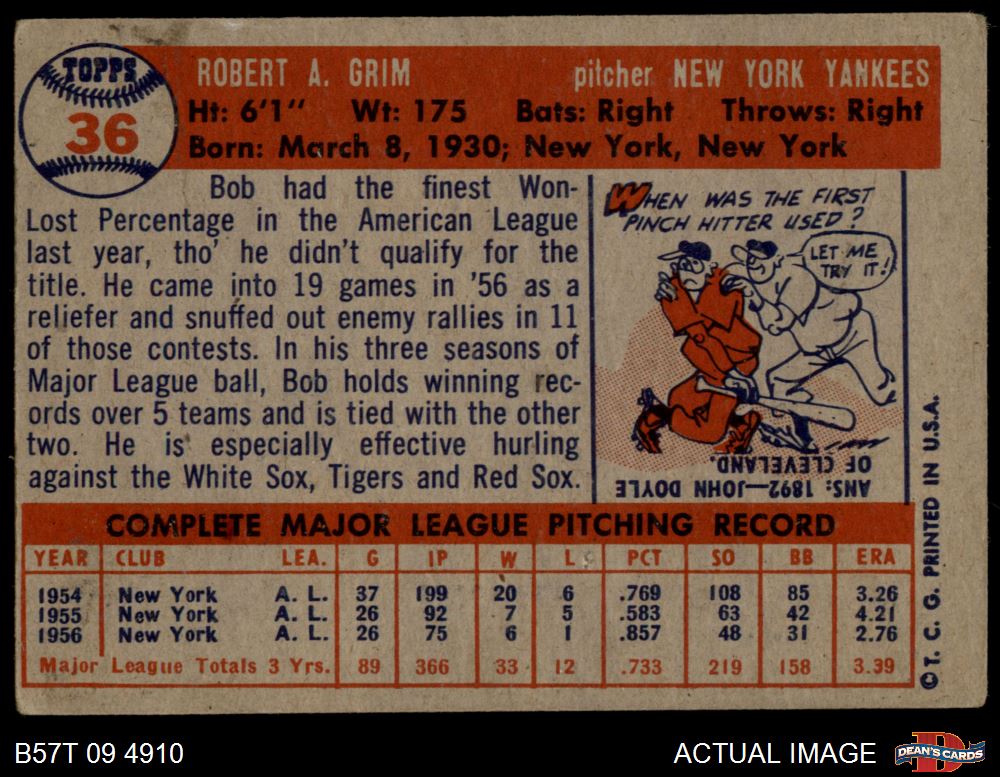 TOPPS
36
ROBERT A. GRIM pitcher NEW YORK YANKEES
Ht: 6'1" Wt: 175 Bats: Right Throws: Right
Born: March 8, 1930; New York, New York
Bob had the finest Won-
Lost Percentage in the American League
last year, tho' he didn't qualify for the
title. He came into 19 games in '56 as a
reliefer and snuffed out enemy rallies in 11
of those contests. In his three seasons of
Major League ball, Bob holds winning rec-
ords over 5 teams and is tied with the other
two. He is especially effective hurling
against the White Sox, Tigers and Red Sox.
WHEN WAS THE FIRST
PINCH HITTER USED?
LET ME
TRY IT!
ANS: 1892—JOHN DOYLE
OF CLEVELAND.
COMPLETE MAJOR LEAGUE PITCHING RECORD
YEAR CLUB LEA. G IP W L PCT SO BB ERA
1954 New York A. L. 37 199 20 6 .769 108 85 3.26
1955 New York A. L. 26 92 7 5 .583 63 42 4.21
1956 New York A. L. 26 75 6 1 .857 48 31 2.76
Major League Totals 3 Yrs. 89 366 33 12 .733 219 158 3.39
©T. C. G. PRINTED IN U.S.A.
B57T 09 4910
ACTUAL IMAGE
DEAN'S CARDS